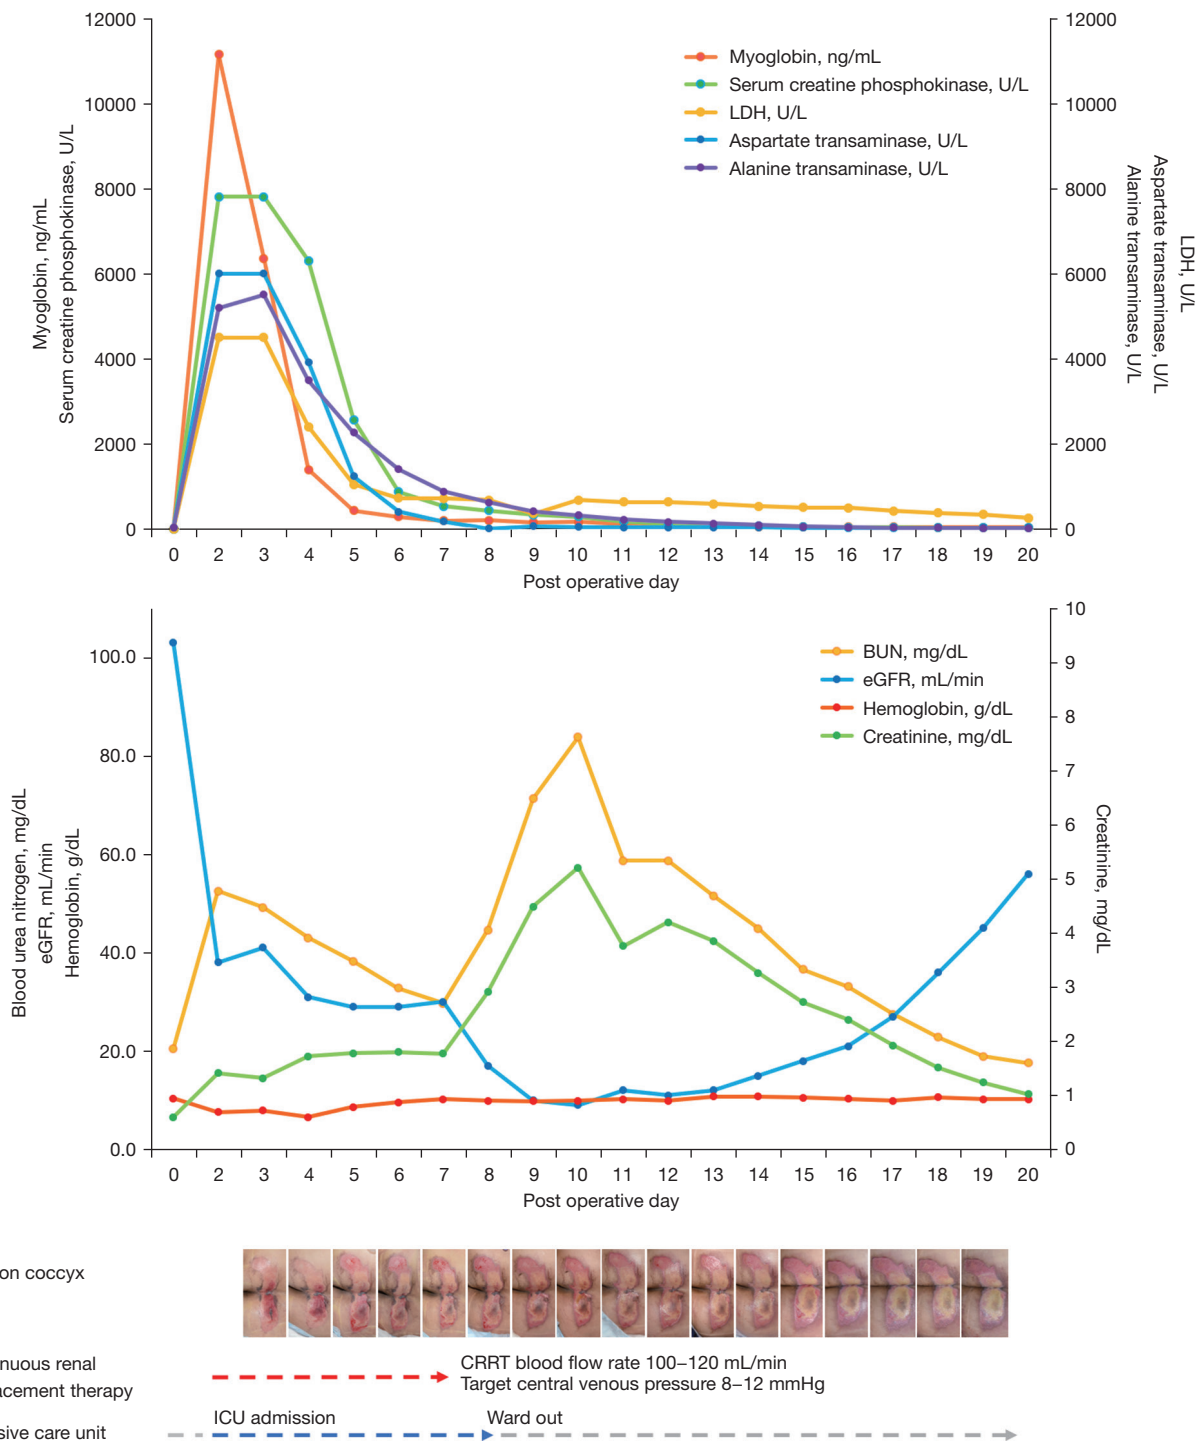 12000
10000
8000
6000
4000
2000
0
Myoglobin, ng/mL
Serum creatine phosphokinase, U/L
Myoglobin, ng/mL
Serum creatine phosphokinase, U/L
LDH, U/L
Aspartate transaminase, U/L
Alanine transaminase, U/L
12000
10000
8000
6000
4000
2000
0
LDH, U/L
Aspartate transaminase, U/L
Alanine transaminase, U/L
0 2 3 4 5 6 7 8 9 10 11 12 13 14 15 16 17 18 19 20
Post operative day
100.0
80.0
60.0
40.0
20.0
0.0
Blood urea nitrogen, mg/dL
eGFR, mL/min
Hemoglobin, g/dL
BUN, mg/dL
eGFR, mL/min
Hemoglobin, g/dL
Creatinine, mg/dL
10
9
8
7
6
5
4
3
2
1
0
Creatinine, mg/dL
0 2 3 4 5 6 7 8 9 10 11 12 13 14 15 16 17 18 19 20
Post operative day
on coccyx
nuous renal
acement therapy
CRRT blood flow rate 100–120 mL/min
Target central venous pressure 8–12 mmHg
sive care unit
ICU admission
Ward out